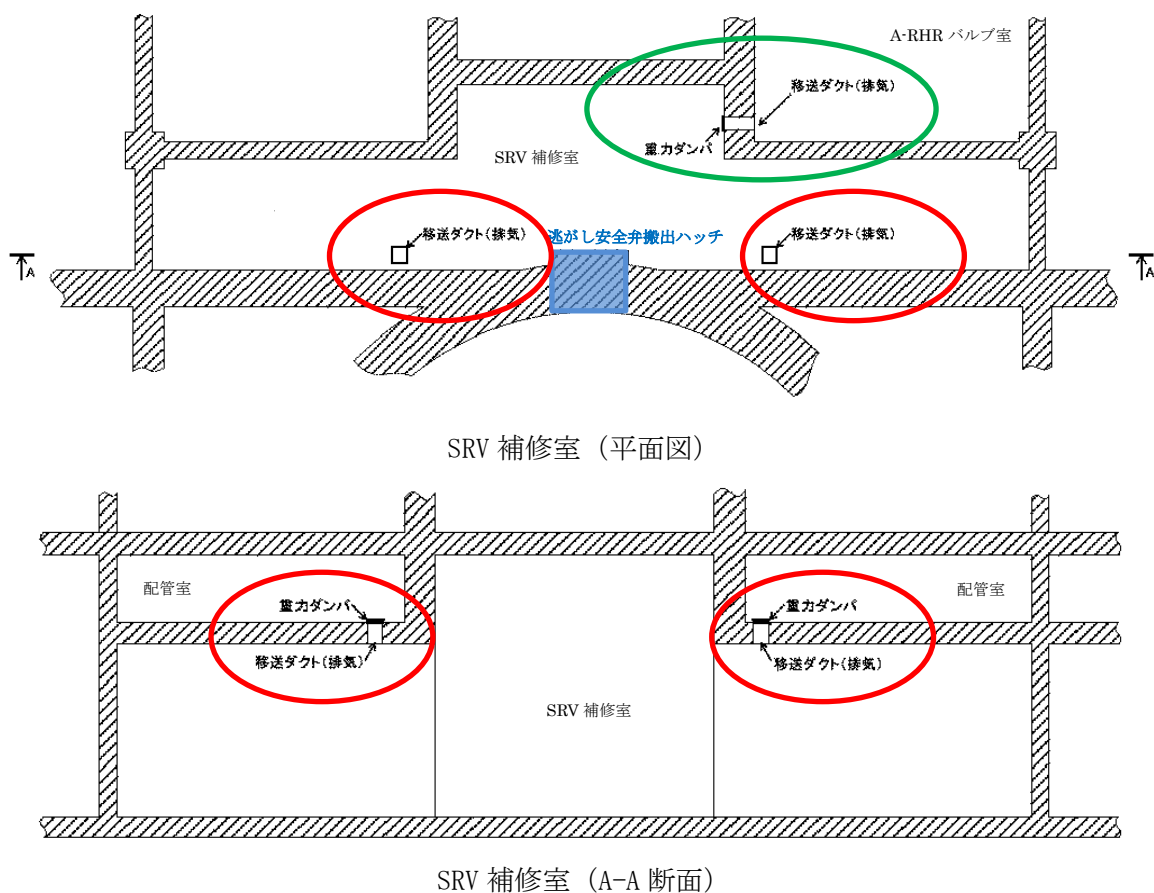 A-RHR バルブ室
移送ダクト(排気)
重力ダンパ
SRV 補修室
移送ダクト(排気)
逃がし安全弁搬出ハッチ
移送ダクト(排気)
A
A
SRV 補修室 (平面図)
配管室
重力ダンパ
移送ダクト(排気)
重力ダンパ
配管室
移送ダクト(排気)
SRV 補修室
SRV 補修室 (A-A 断面)